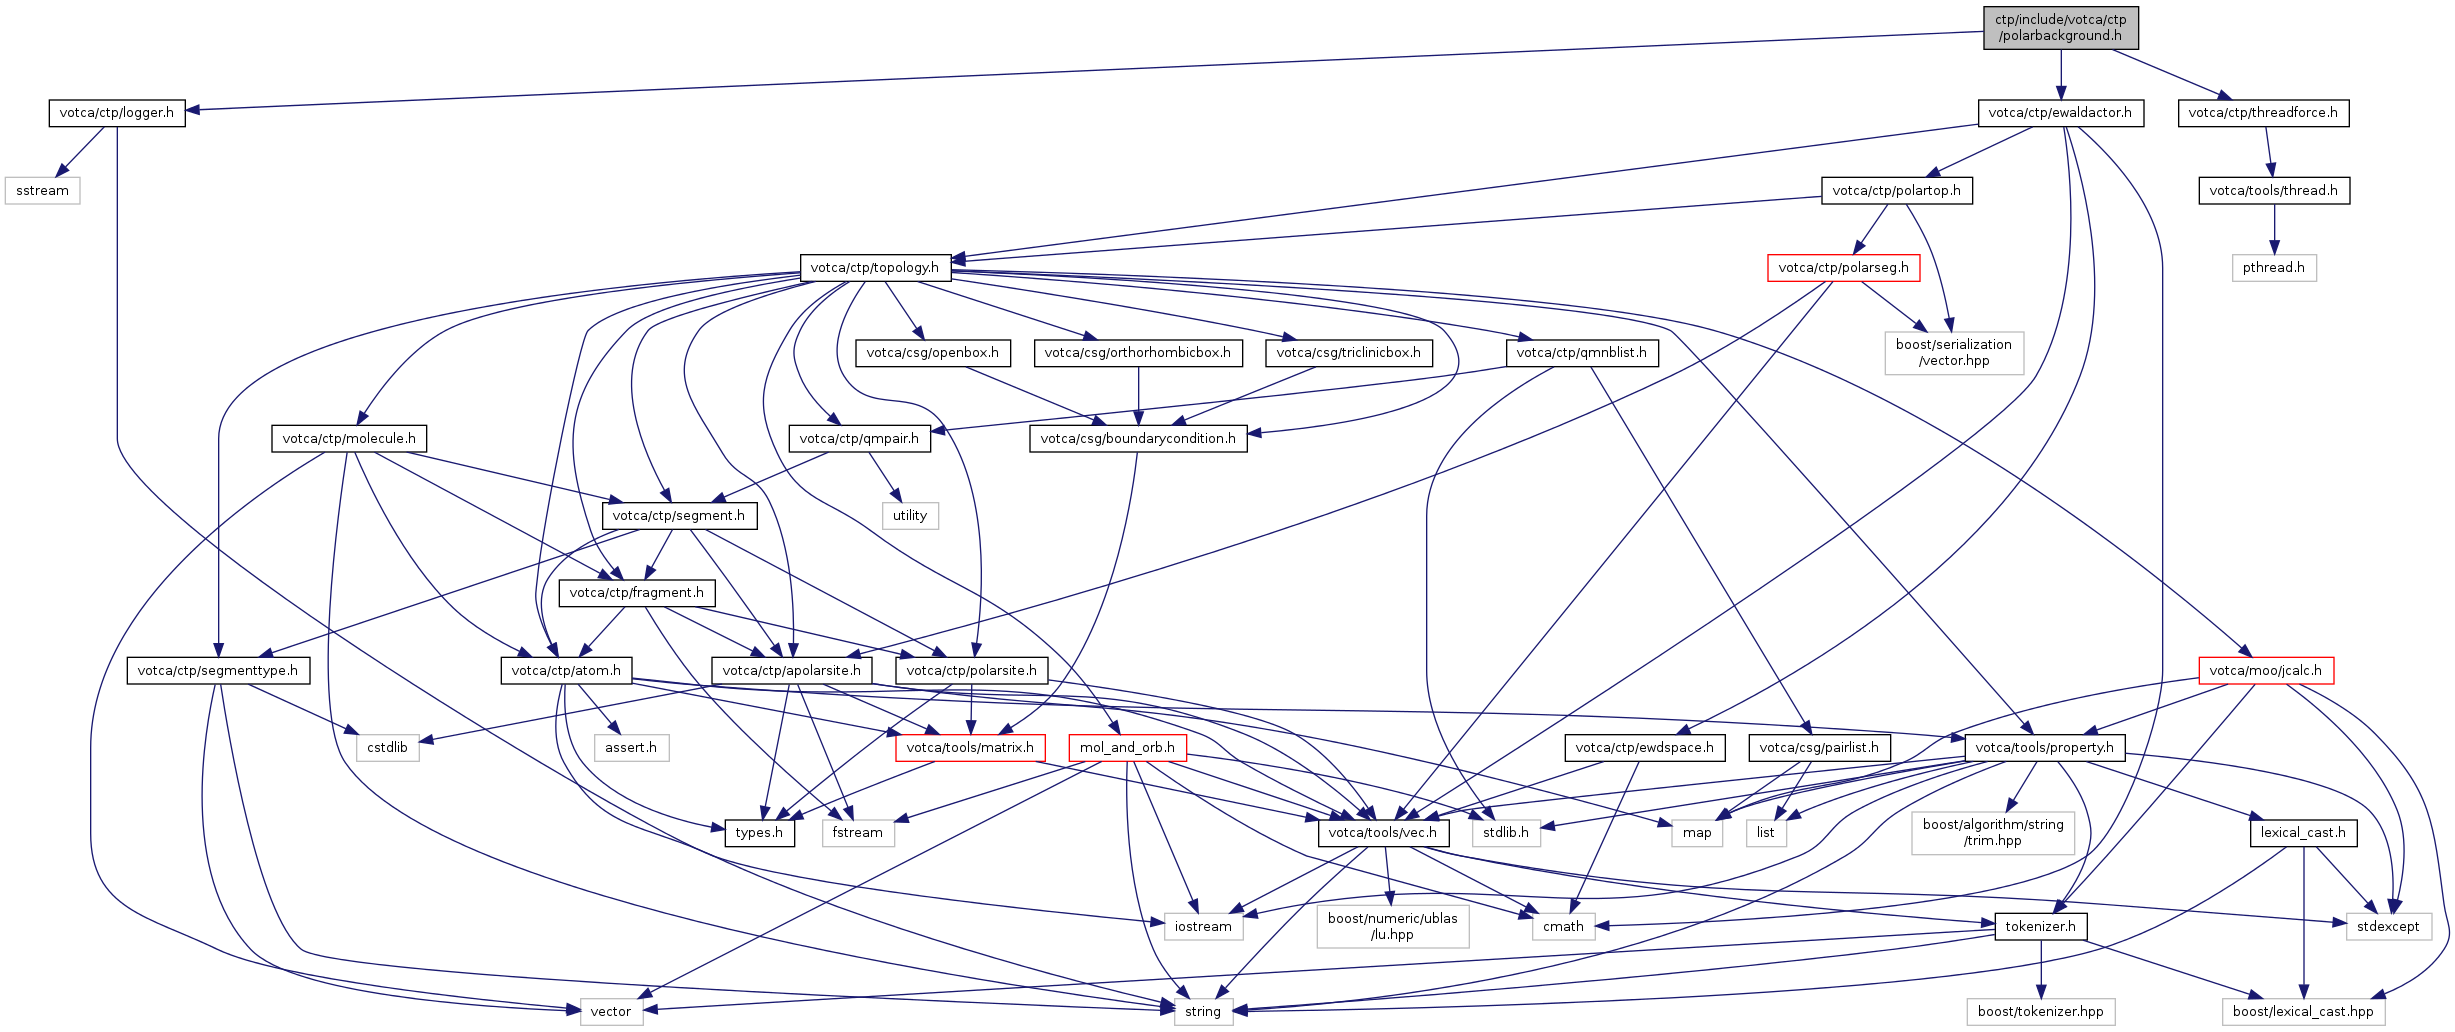 ctp/include/votca/ctp
/polarbackground.h
votca/ctp/logger.h
votca/ctp/ewaldactor.h
votca/ctp/threadforce.h
sstream
votca/ctp/polartop.h
votca/tools/thread.h
votca/ctp/topology.h
votca/ctp/polarseg.h
pthread.h
votca/csg/openbox.h
votca/csg/orthorhombicbox.h
votca/csg/triclinicbox.h
votca/ctp/qmnblist.h
boost/serialization
/vector.hpp
votca/ctp/molecule.h
votca/ctp/qmpair.h
votca/csg/boundarycondition.h
votca/ctp/segment.h
utility
votca/ctp/fragment.h
votca/ctp/segmenttype.h
votca/ctp/atom.h
votca/ctp/apolarsite.h
votca/ctp/polarsite.h
votca/moo/jcalc.h
cstdlib
assert.h
votca/tools/matrix.h
mol_and_orb.h
votca/ctp/ewdspace.h
votca/csg/pairlist.h
votca/tools/property.h
types.h
fstream
votca/tools/vec.h
stdlib.h
map
list
boost/algorithm/string
/trim.hpp
lexical_cast.h
iostream
boost/numeric/ublas
/lu.hpp
cmath
tokenizer.h
stdexcept
vector
string
boost/tokenizer.hpp
boost/lexical_cast.hpp